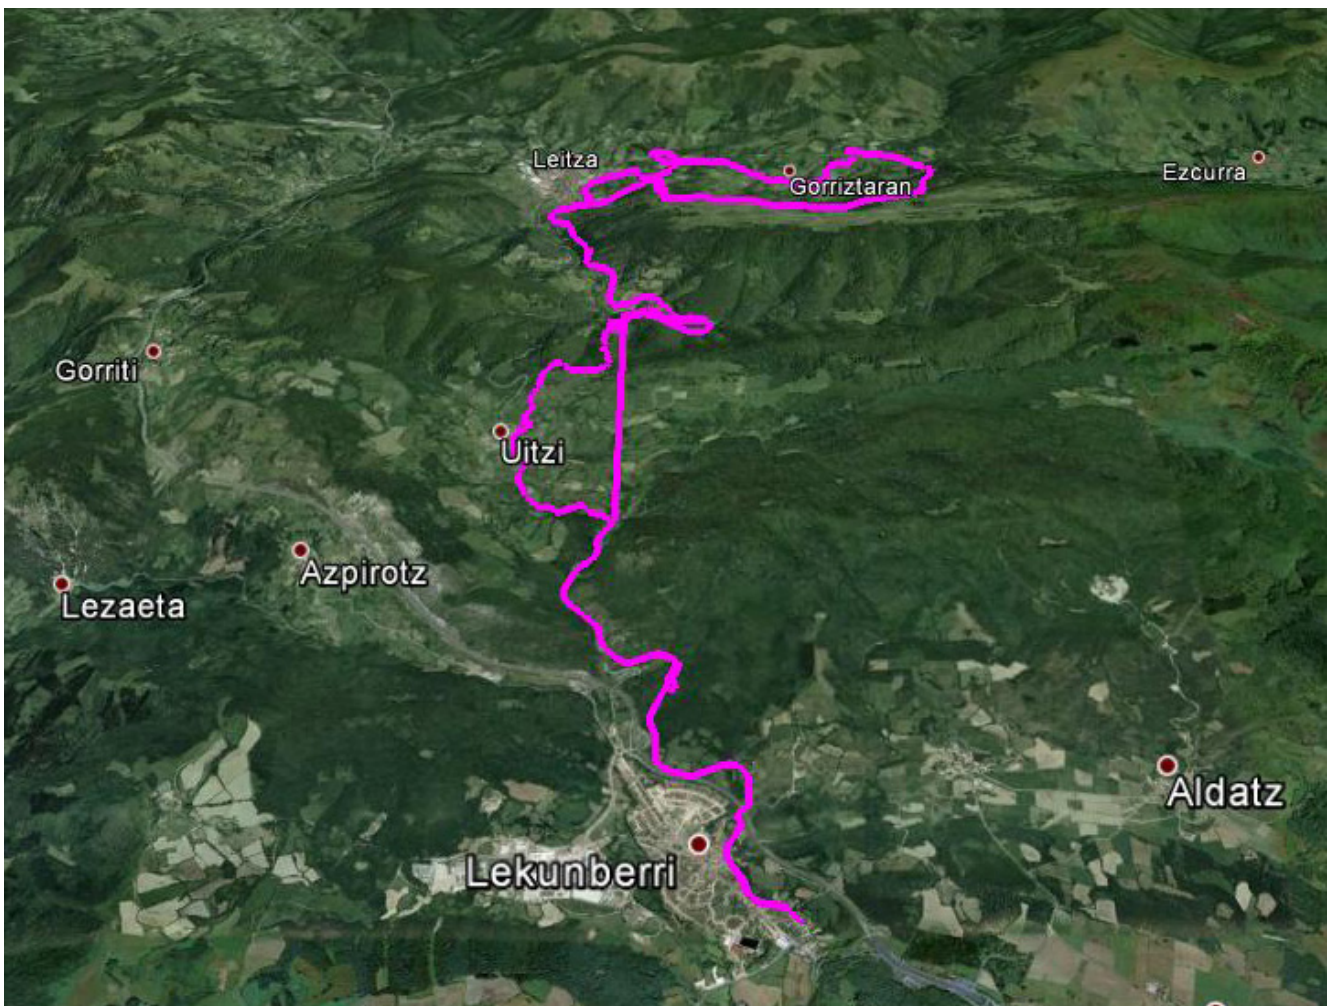 Leitza
Gorriztaran
Ezcurra
Gorriti
Uitzi
Azpirotz
Lezaeta
Aldatz
Lekunberri